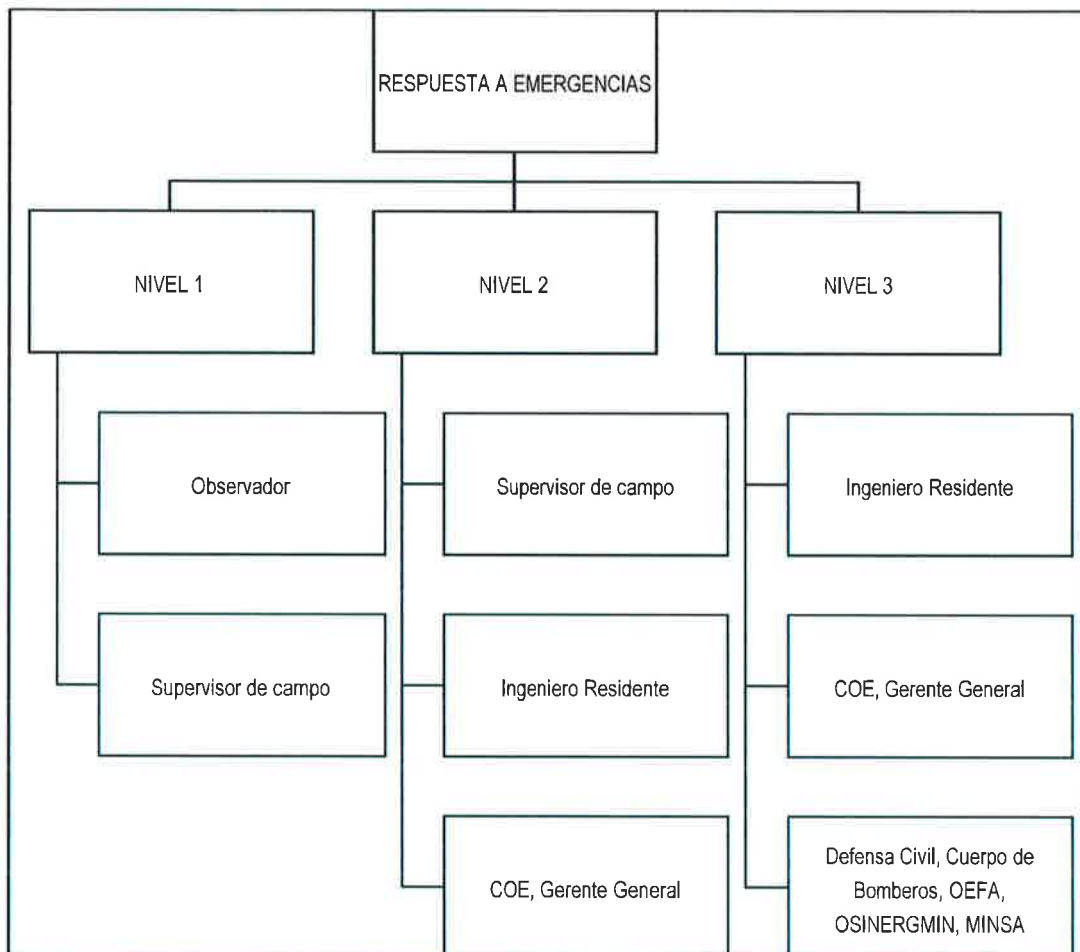 RESPUESTA A EMERGENCIAS
NIVEL 1
NIVEL 2
NIVEL 3
Observador
Supervisor de campo
Ingeniero Residente
Supervisor de campo
Ingeniero Residente
COE, Gerente General
COE, Gerente General
Defensa Civil, Cuerpo de
Bomberos, OEFA,
OSINERGMIN, MINSA